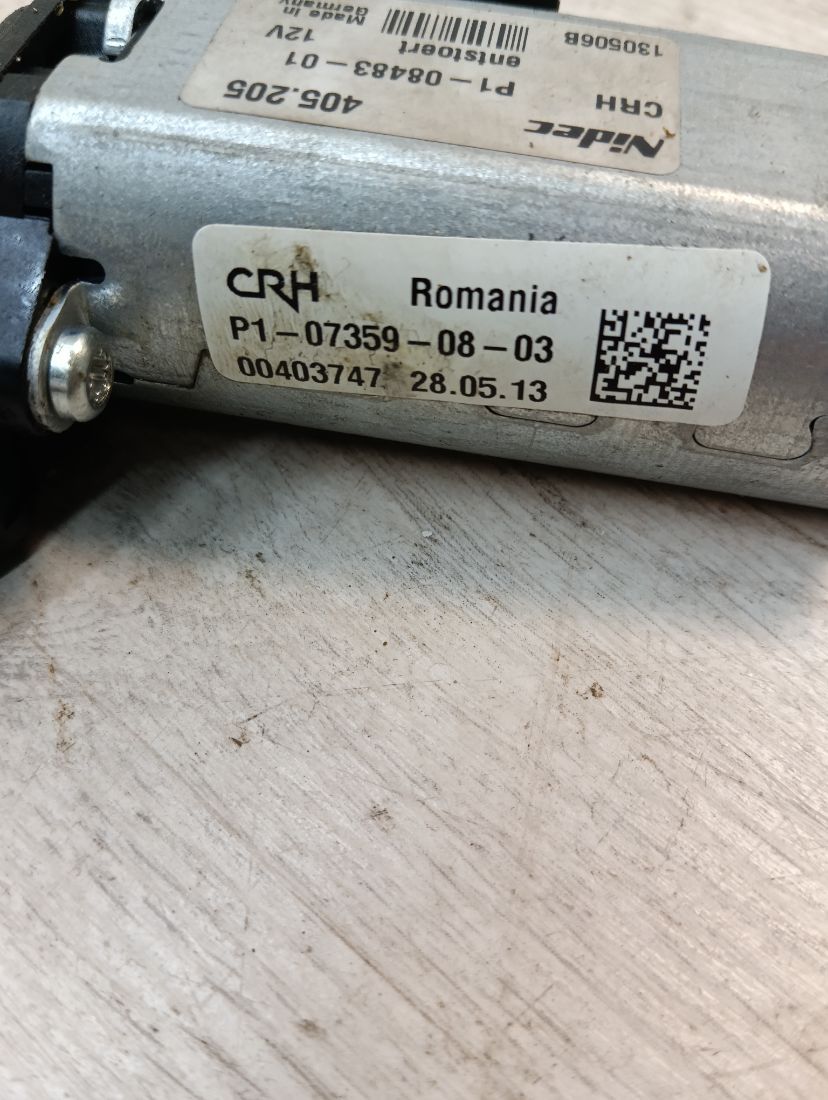 Nidec
405.205
CRH
P1-08483-01
entstoert
12V
130506B
Made in
Germany
CRH Romania
P1-07359-08-03
00403747 28.05.13